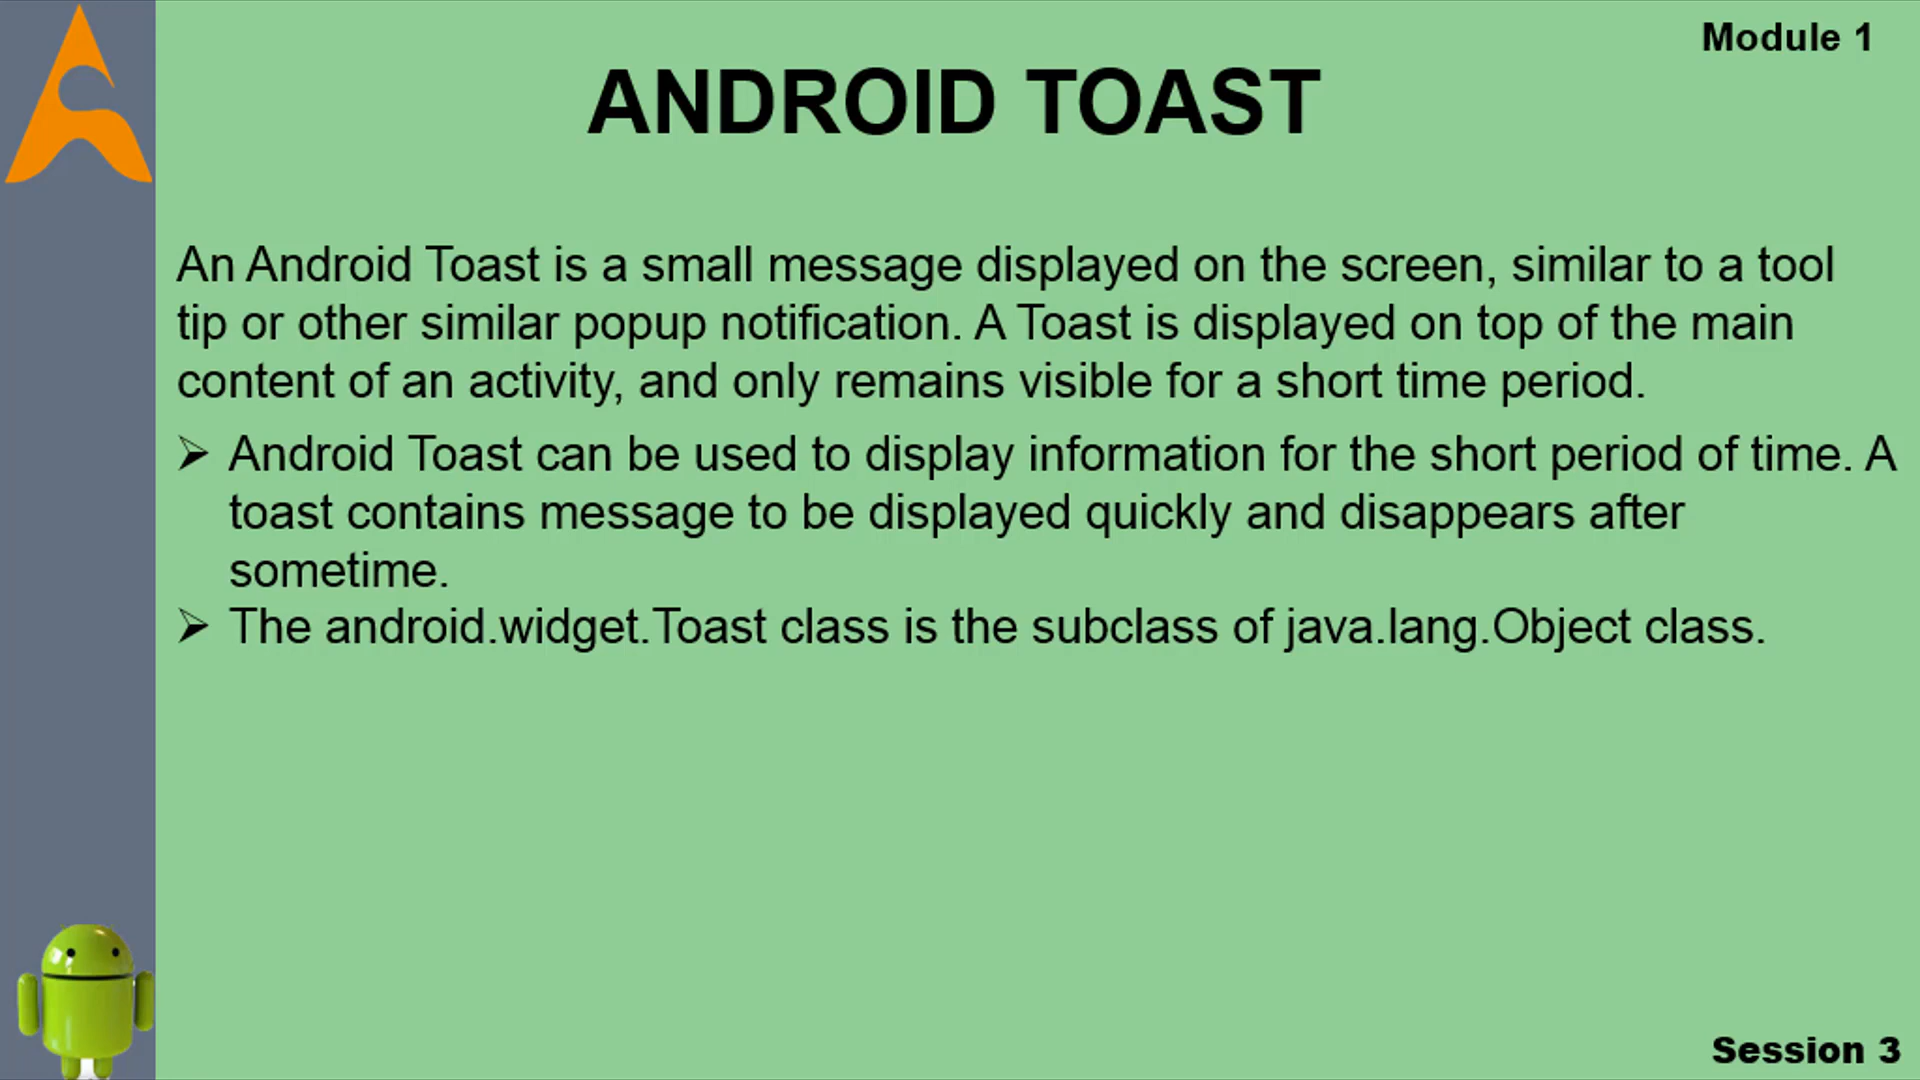 Module 1
ANDROID TOAST
An Android Toast is a small message displayed on the screen, similar to a tool
tip or other similar popup notification. A Toast is displayed on top of the main
content of an activity, and only remains visible for a short time period.
➢ Android Toast can be used to display information for the short period of time. A
toast contains message to be displayed quickly and disappears after
sometime.
➢ The android.widget.Toast class is the subclass of java.lang.Object class.
Session 3